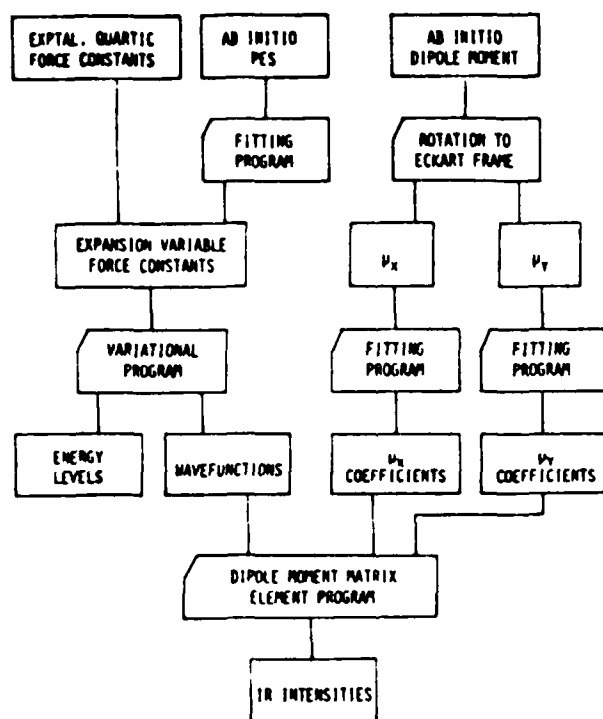 EXPTAL. QUARTIC
FORCE CONSTANTS
AB INITIO
PES
AB INITIO
DIPOLE MOMENT
FITTING
PROGRAM
ROTATION TO
ECKART FRAME
EXPANSION VARIABLE
FORCE CONSTANTS
μX
μY
VARIATIONAL
PROGRAM
FITTING
PROGRAM
FITTING
PROGRAM
ENERGY
LEVELS
WAVEFUNCTIONS
μX
COEFFICIENTS
μY
COEFFICIENTS
DIPOLE MOMENT MATRIX
ELEMENT PROGRAM
IR INTENSITIES